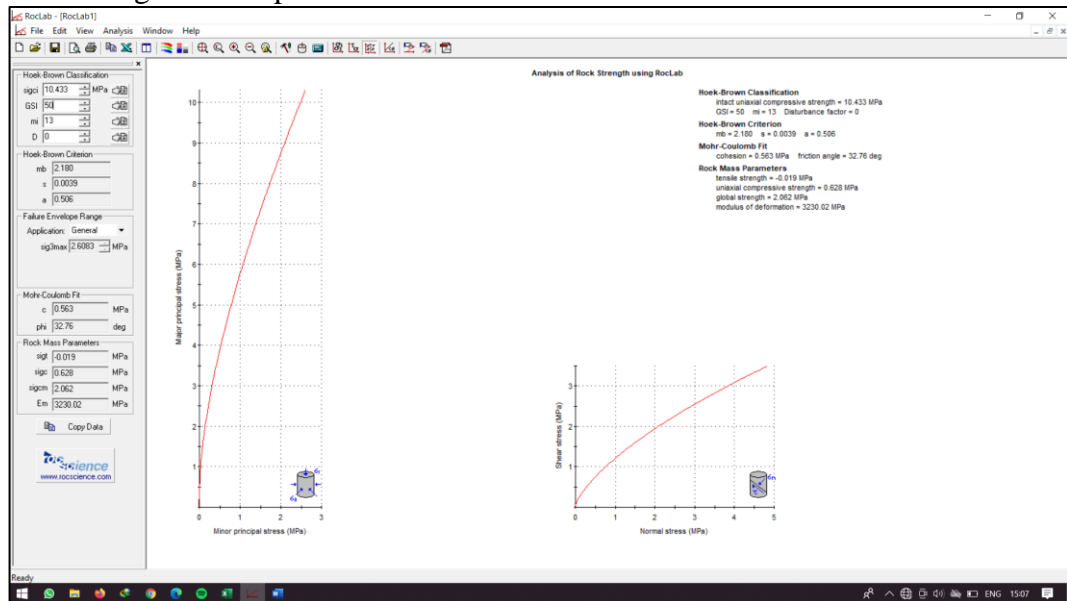 RocLab - [RocLab1]
File Edit View Analysis Window Help
Hoek-Brown Classification
sigci 10.433 MPa
GSI 50
mi 13
D 0
Hoek-Brown Criterion
mb 2.180
s 0.0039
a 0.506
Failure Envelope Range
Application: General
sig3max 2.6083 MPa
Mohr-Coulomb Fit
c 0.563 MPa
phi 32.76 deg
Rock Mass Parameters
sigt -0.019 MPa
sigc 0.628 MPa
sigcm 2.062 MPa
Em 3230.02 MPa
Copy Data
rocscience
www.rocscience.com
Analysis of Rock Strength using RocLab
Hoek-Brown Classification
intact uniaxial compressive strength = 10.433 MPa
GSI = 50 mi = 13 Disturbance factor = 0
Hoek-Brown Criterion
mb = 2.180 s = 0.0039 a = 0.506
Mohr-Coulomb Fit
cohesion = 0.563 MPa friction angle = 32.76 deg
Rock Mass Parameters
tensile strength = -0.019 MPa
uniaxial compressive strength = 0.628 MPa
global strength = 2.062 MPa
modulus of deformation = 3230.02 MPa
Major principal stress (MPa)
10
9
8
7
6
5
4
3
2
1
0 1 2 3
Minor principal stress (MPa)
Shear stress (MPa)
3
2
1
0 1 2 3 4 5
Normal stress (MPa)
Ready
ENG 15:07